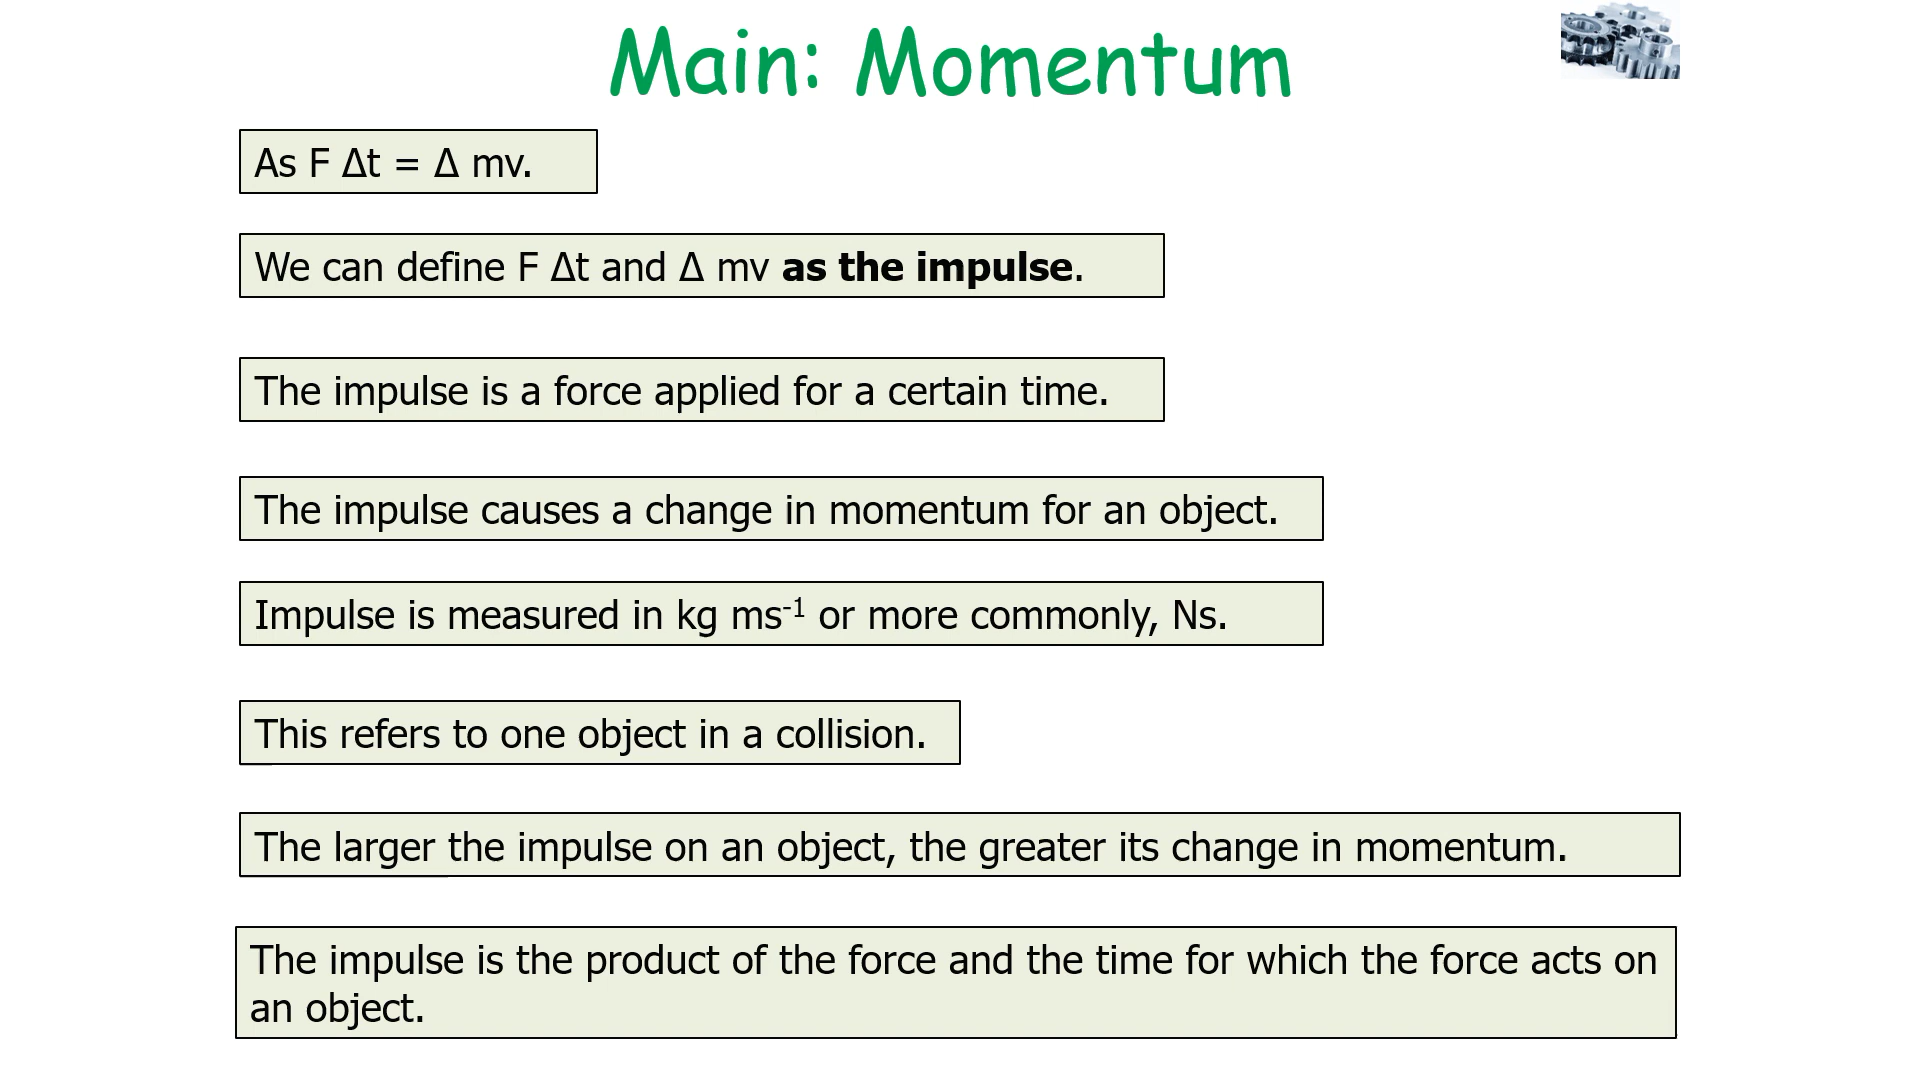 Main: Momentum
As F Δt = Δ mv.
We can define F Δt and Δ mv as the impulse.
The impulse is a force applied for a certain time.
The impulse causes a change in momentum for an object.
Impulse is measured in kg ms⁻¹ or more commonly, Ns.
This refers to one object in a collision.
The larger the impulse on an object, the greater its change in momentum.
The impulse is the product of the force and the time for which the force acts on
an object.